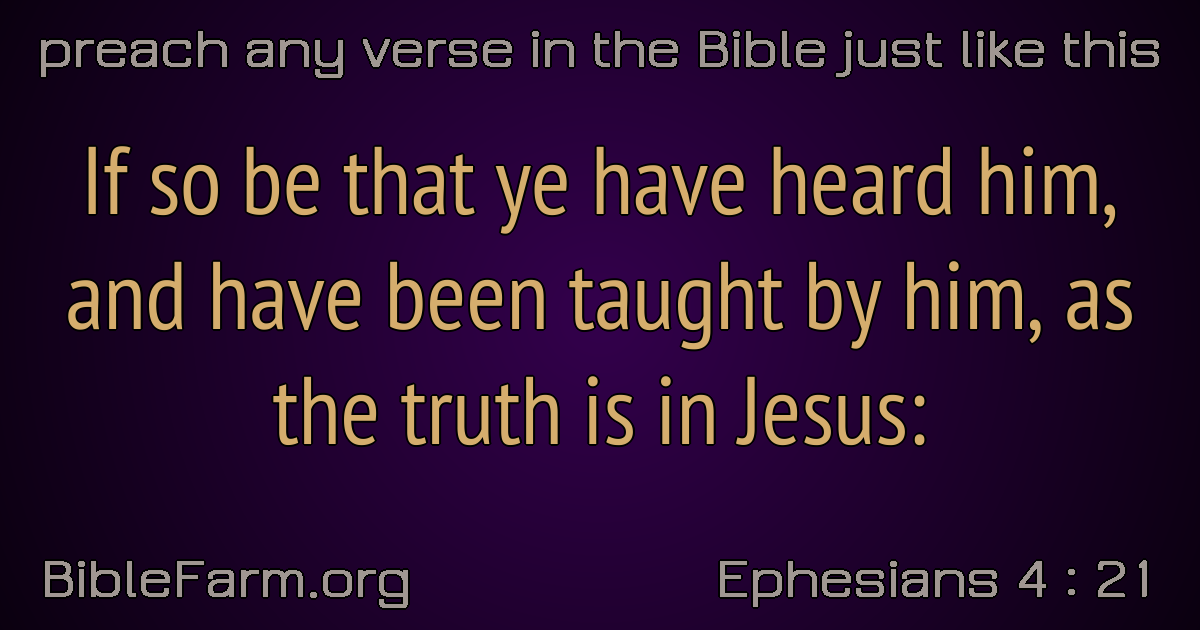 preach any verse in the Bible just like this
If so be that ye have heard him,
and have been taught by him, as
the truth is in Jesus:
BibleFarm.org
Ephesians 4 : 21